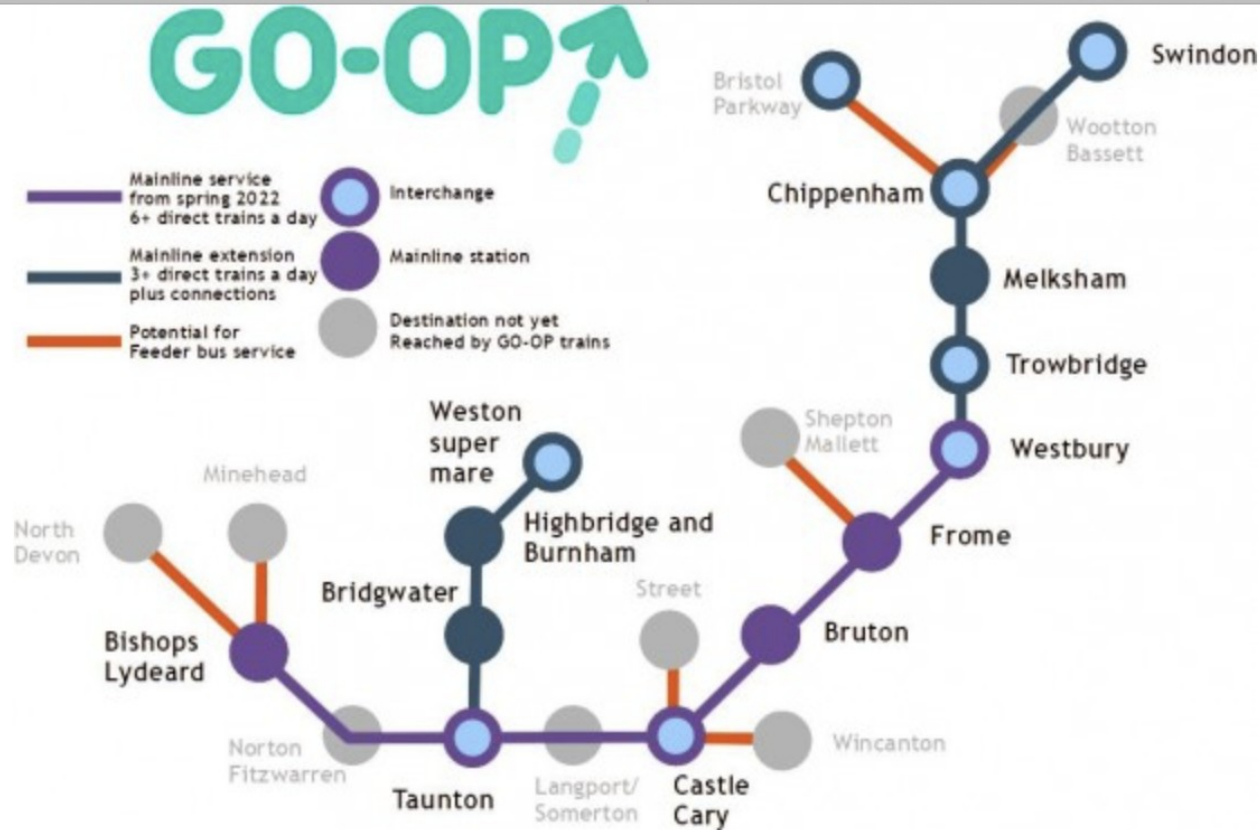 GO-OP
Mainline service
from spring 2022
6+ direct trains a day
Mainline extension
3+ direct trains a day
plus connections
Potential for
Feeder bus service
Interchange
Mainline station
Destination not yet
Reached by GO-OP trains
Swindon
Bristol
Parkway
Wootton
Bassett
Chippenham
Melksham
Trowbridge
Westbury
Shepton
Mallett
Frome
Bruton
Weston
super
mare
Highbridge and
Burnham
Bridgwater
Street
Minehead
North
Devon
Bishops
Lydeard
Norton
Fitzwarren
Taunton
Langport/
Somerton
Castle
Cary
Wincanton